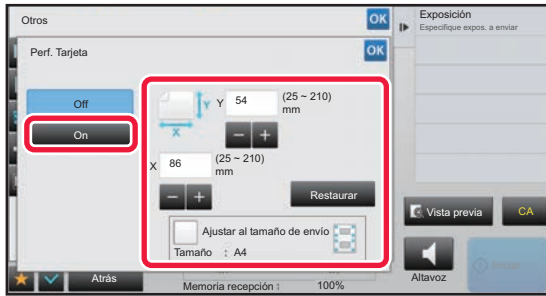 Otros
OK
Exposición
Especifique expos. a enviar
Perf. Tarjeta
OK
Off
On
Y
Y
54
(25 ~ 210)
mm
X
X
86
(25 ~ 210)
mm
Restaurar
Ajustar al tamaño de envío
Tamaño : A4
Vista previa
CA
Atrás
Memoria recepción :
100%
Altavoz